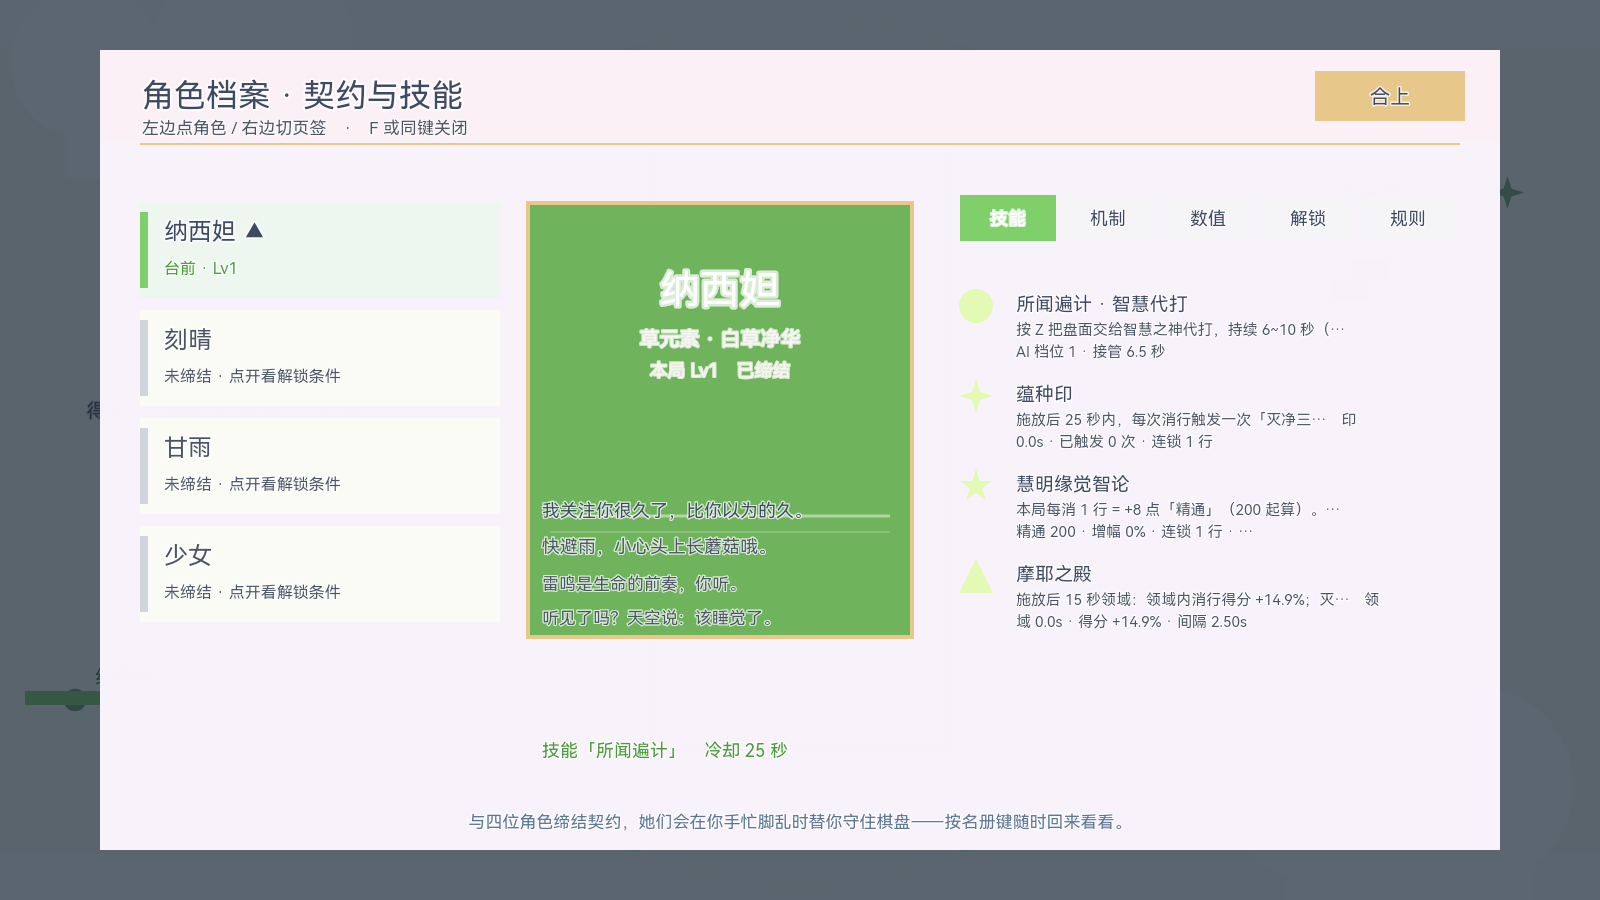 角色档案 · 契约与技能
左边点角色 / 右边切页签 · F 或同键关闭
合上
纳西妲 ▲
台前 · Lv1
刻晴
未缔结 · 点开看解锁条件
甘雨
未缔结 · 点开看解锁条件
少女
未缔结 · 点开看解锁条件
纳西妲
草元素 · 白草净华
本局 Lv1 已缔结
我关注你很久了，比你以为的久。
快避雨，小心头上长蘑菇哦。
雷鸣是生命的前奏，你听。
听见了吗？天空说：该睡觉了。
技能「所闻遍计」 冷却 25 秒
技能
机制
数值
解锁
规则
所闻遍计 · 智慧代打
按 Z 把盘面交给智慧之神代打，持续 6~10 秒（…
AI 档位 1 · 接管 6.5 秒
蕴种印
施放后 25 秒内，每次消行触发一次「灭净三… 印
0.0s · 已触发 0 次 · 连锁 1 行
慧明缘觉智论
本局每消 1 行 = +8 点「精通」（200 起算）。…
精通 200 · 增幅 0% · 连锁 1 行 · …
摩耶之殿
施放后 15 秒领域：领域内消行得分 +14.9%；灭… 领
域 0.0s · 得分 +14.9% · 间隔 2.50s
与四位角色缔结契约，她们会在你手忙脚乱时替你守住棋盘——按名册键随时回来看看。
得